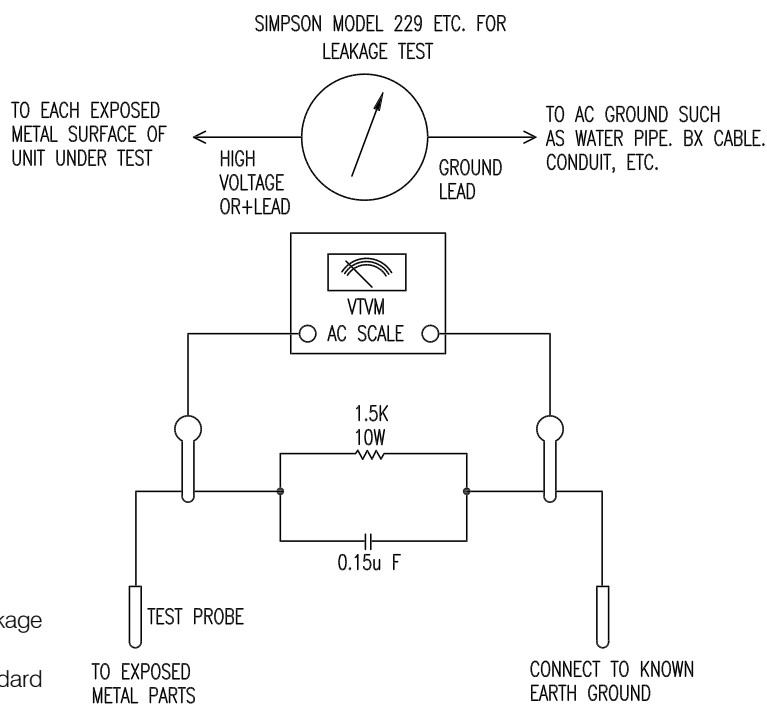 SIMPSON MODEL 229 ETC. FOR
LEAKAGE TEST
TO EACH EXPOSED
METAL SURFACE OF
UNIT UNDER TEST
HIGH
VOLTAGE
OR+LEAD
GROUND
LEAD
TO AC GROUND SUCH
AS WATER PIPE. BX CABLE.
CONDUIT, ETC.
VTVM
AC SCALE
1.5K
10W
0.15u F
TEST PROBE
TO EXPOSED
METAL PARTS
CONNECT TO KNOWN
EARTH GROUND
kage
dard